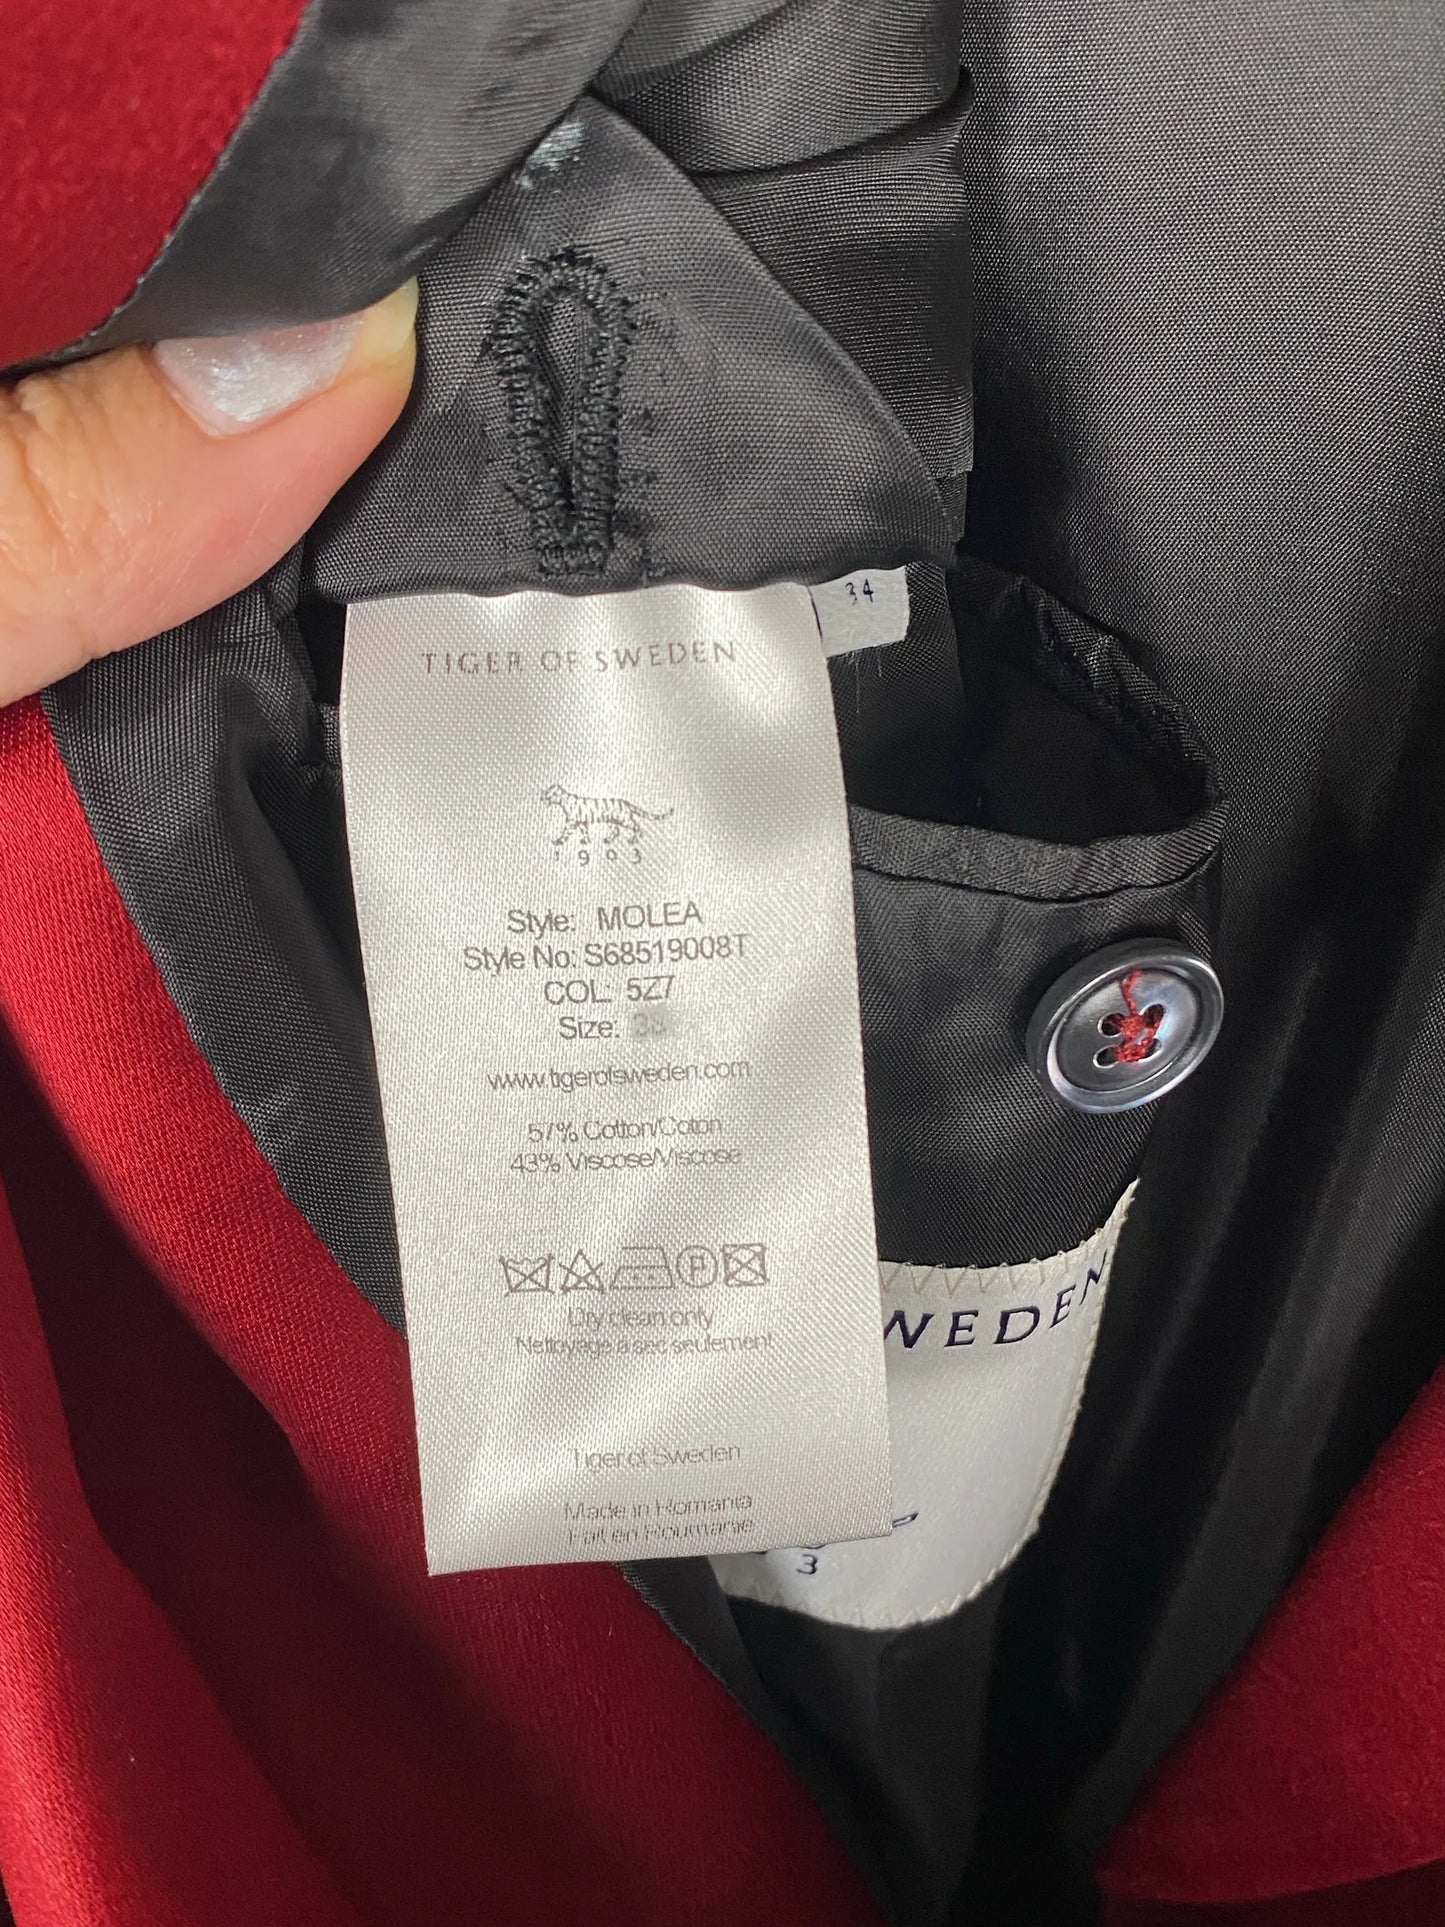 34
TIGER OF SWEDEN
1903
Style: MOLEA
Style No: S68519008T
COL: 5Z7
Size:
www.tigerofsweden.com
57% Cotton/Coton
43% Viscose/Viscose
P
Dry clean only
Nettoyage a sec seulement
Tiger of Sweden
Made in Romania
Fait en Roumanie
WEDEN
3